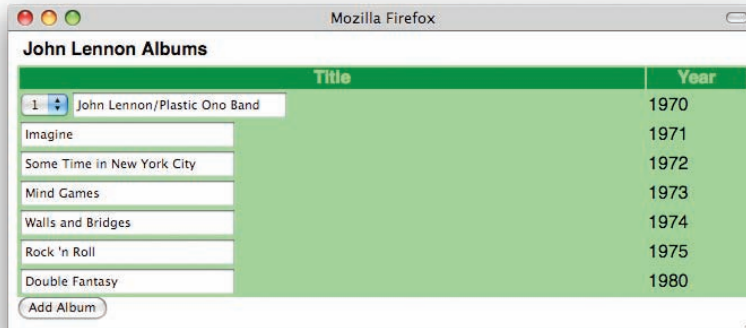 Mozilla Firefox
John Lennon Albums
Title Year
1 John Lennon/Plastic Ono Band 1970
Imagine 1971
Some Time in New York City 1972
Mind Games 1973
Walls and Bridges 1974
Rock 'n Roll 1975
Double Fantasy 1980
Add Album